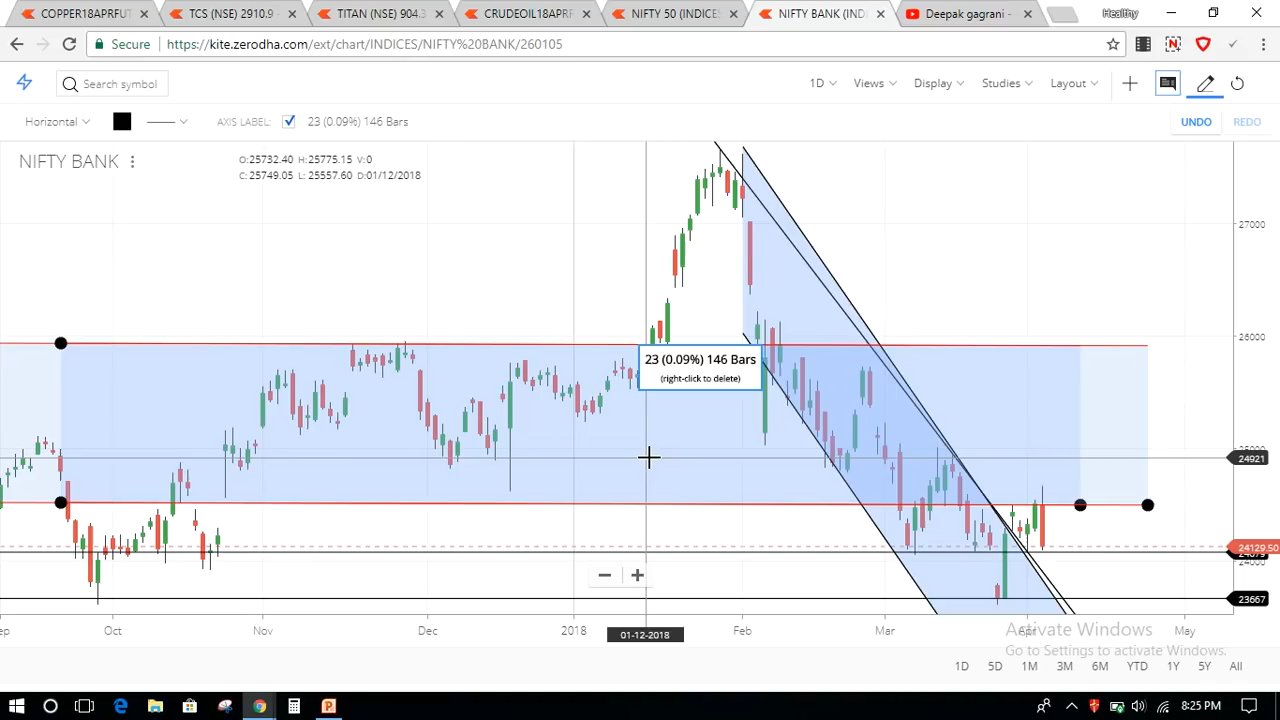 COPPER18APRFUT
TCS (NSE) 2910.9
TITAN (NSE) 904.3
CRUDEOIL18APRF
NIFTY 50 (INDICES
NIFTY BANK (IND
Deepak gagrani -
Healthy
Secure
https://kite.zerodha.com/ext/chart/INDICES/NIFTY%20BANK/260105
Search symbol
1D
Views
Display
Studies
Layout
Horizontal
AXIS LABEL:
23 (0.09%) 146 Bars
UNDO
REDO
NIFTY BANK
O:25732.40 H:25775.15 V:0
C:25749.05 L: 25557.60 D:01/12/2018
27000
26000
23 (0.09%) 146 Bars
(right-click to delete)
24921
24129.50
24000
23667
Oct
Nov
Dec
2018
01-12-2018
Feb
Mar
May
Activate Windows
Go to Settings to activate Windows.
1D 5D 1M 3M 6M YTD 1Y 5Y All
8:25 PM